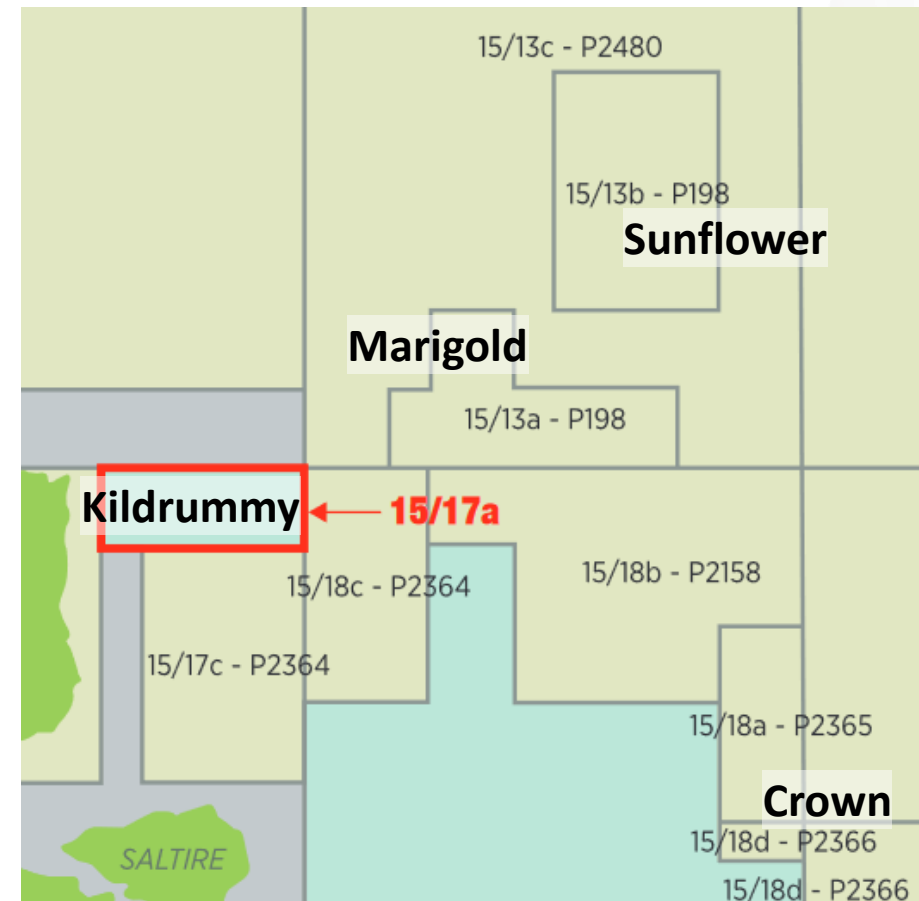 15/13c - P2480
15/13b - P198
Sunflower
Marigold
15/13a - P198
Kildrummy
15/17a
15/18c - P2364
15/18b - P2158
15/17c - P2364
15/18a - P2365
Crown
15/18d - P2366
SALTIRE
15/18d - P2366